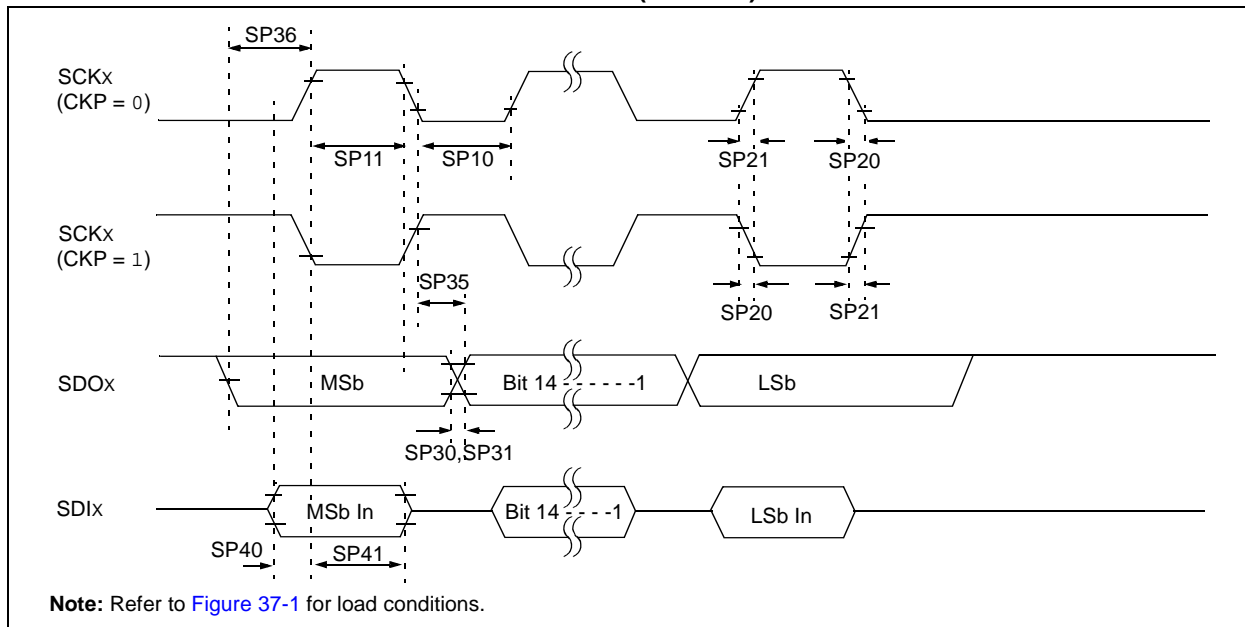 SP36
SCKx
(CKP = 0)
SP11
SP10
SP21
SP20
SCKx
(CKP = 1)
SP35
SP20
SP21
SDOx
MSb
Bit 14 - - - - - -1
LSb
SP30,SP31
SDIx
MSb In
Bit 14 - - - -1
LSb In
SP40
SP41
Note: Refer to Figure 37-1 for load conditions.